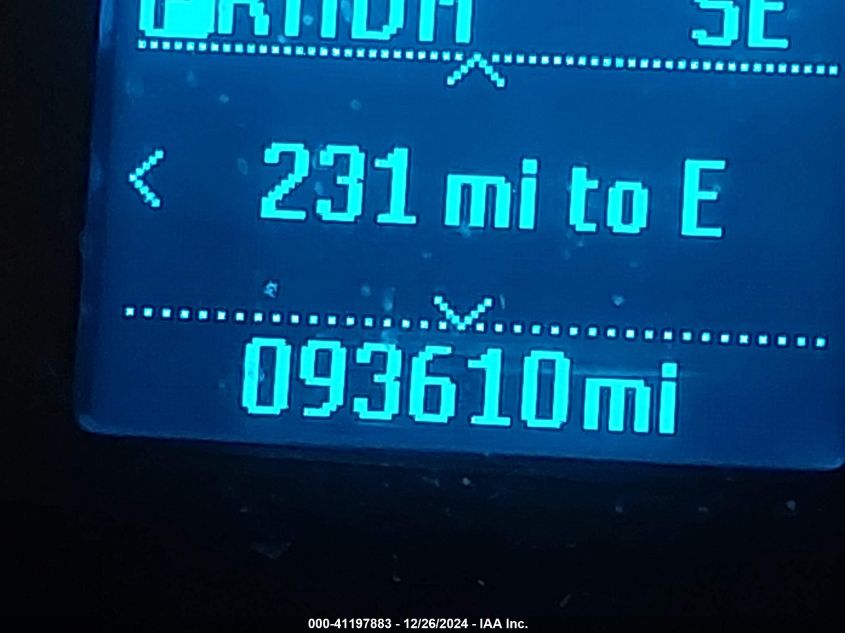 SE
231 mi to E
093610mi
000-41197883 - 12/26/2024 - IAA Inc.